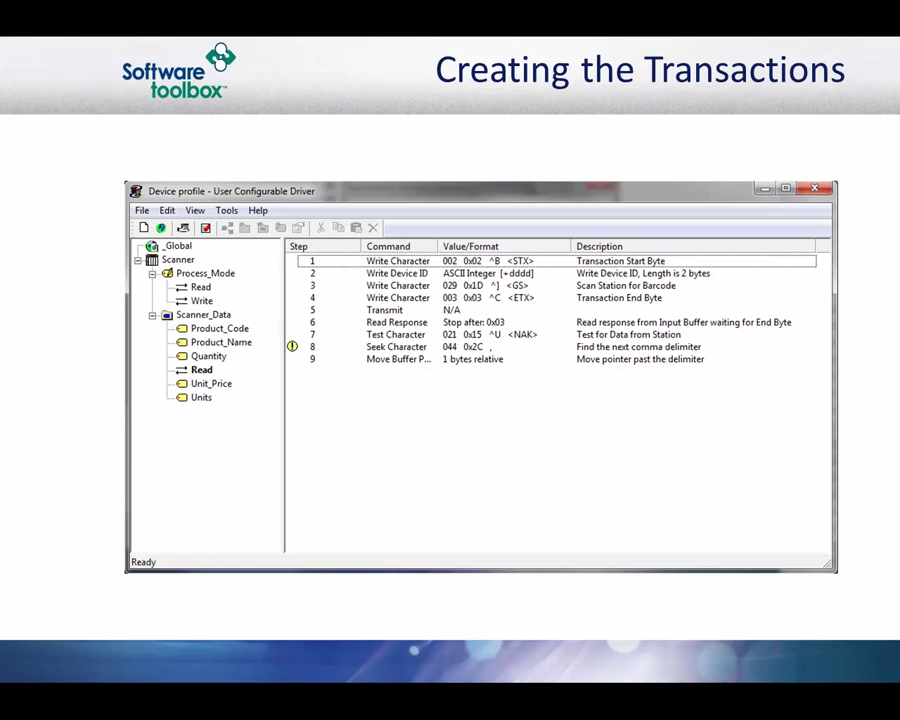 Software
toolbox™
Creating the Transactions
Device profile - User Configurable Driver
File Edit View Tools Help
_Global
Scanner
Process_Mode
Read
Write
Scanner_Data
Product_Code
Product_Name
Quantity
Read
Unit_Price
Units
Step Command Value/Format Description
1 Write Character 002 0x02 ^B <STX> Transaction Start Byte
2 Write Device ID ASCII Integer [+dddd] Write Device ID, Length is 2 bytes
3 Write Character 029 0x1D ^] <GS> Scan Station for Barcode
4 Write Character 003 0x03 ^C <ETX> Transaction End Byte
5 Transmit N/A
6 Read Response Stop after: 0x03 Read response from Input Buffer waiting for End Byte
7 Test Character 021 0x15 ^U <NAK> Test for Data from Station
8 Seek Character 044 0x2C , Find the next comma delimiter
9 Move Buffer P... 1 bytes relative Move pointer past the delimiter
Ready